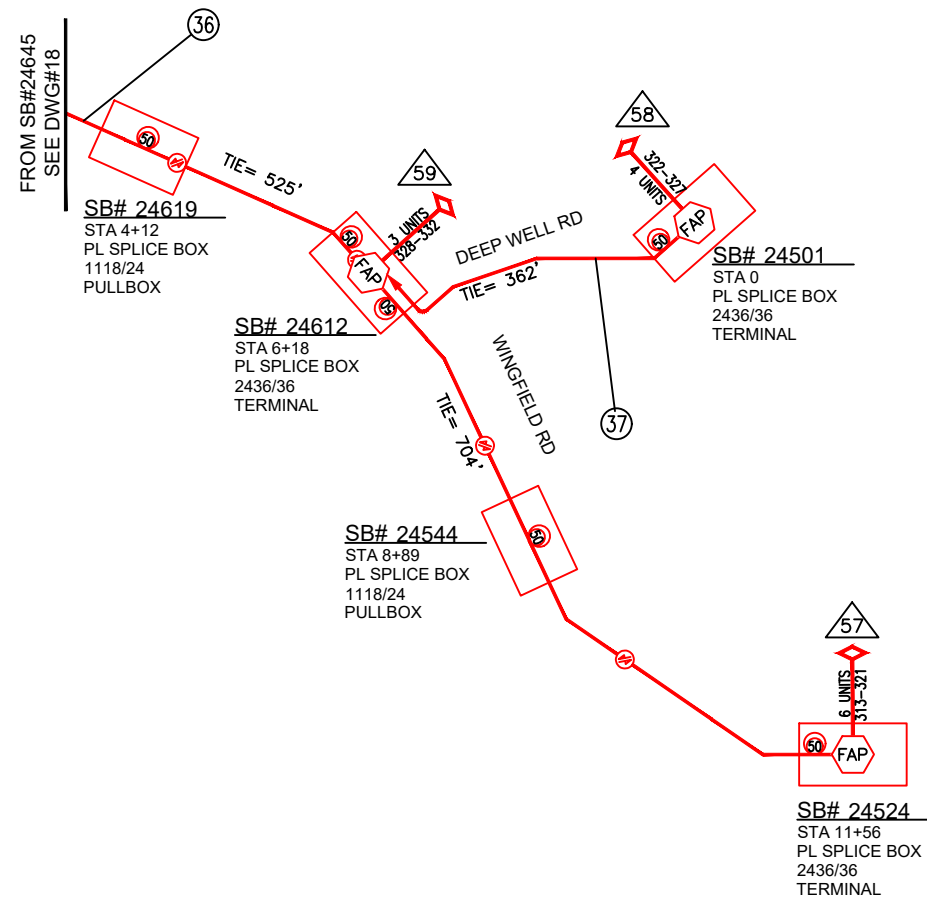 36
FROM SB#24645
SEE DWG#18
50
TIE= 525'
SB# 24619
STA 4+12
PL SPLICE BOX
1118/24
PULLBOX
59
3 UNITS
328-332
50
FAP
50
SB# 24612
STA 6+18
PL SPLICE BOX
2436/36
TERMINAL
DEEP WELL RD
TIE= 362'
58
322-327
4 UNITS
FAP
50
SB# 24501
STA 0
PL SPLICE BOX
2436/36
TERMINAL
37
WINGFIELD RD
TIE= 704'
SB# 24544
STA 8+89
PL SPLICE BOX
1118/24
PULLBOX
50
57
6 UNITS
313-321
50
FAP
SB# 24524
STA 11+56
PL SPLICE BOX
2436/36
TERMINAL